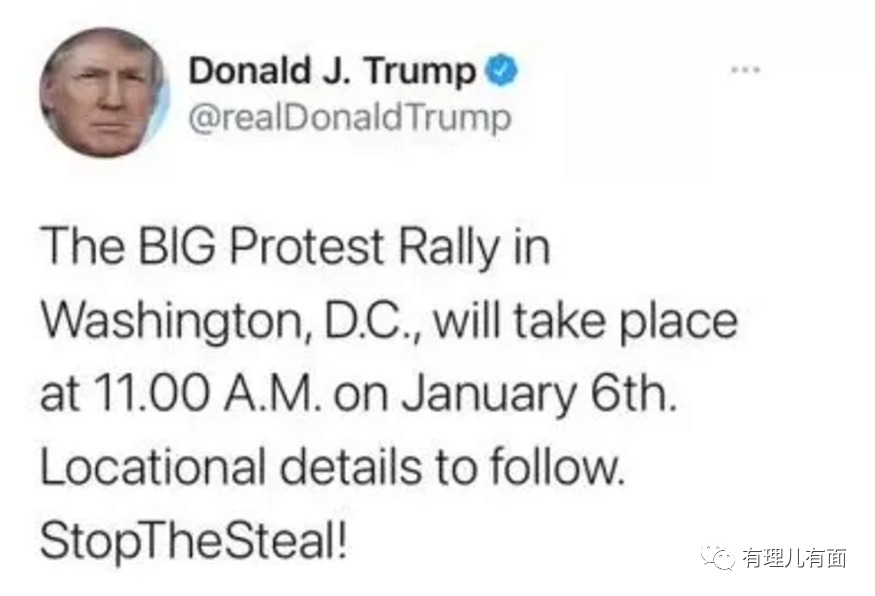 Donald J. Trump
@realDonaldTrump
The BIG Protest Rally in
Washington, D.C., will take place
at 11.00 A.M. on January 6th.
Locational details to follow.
StopTheSteal!
有理儿有面